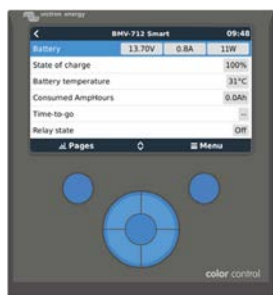 victron energy
BMV-712 Smart 09:48
Battery 13.70V 0.8A 11W
State of charge 100%
Battery temperature 31°C
Consumed AmpHours 0.0Ah
Time-to-go --
Relay state Off
Pages Menu
color control